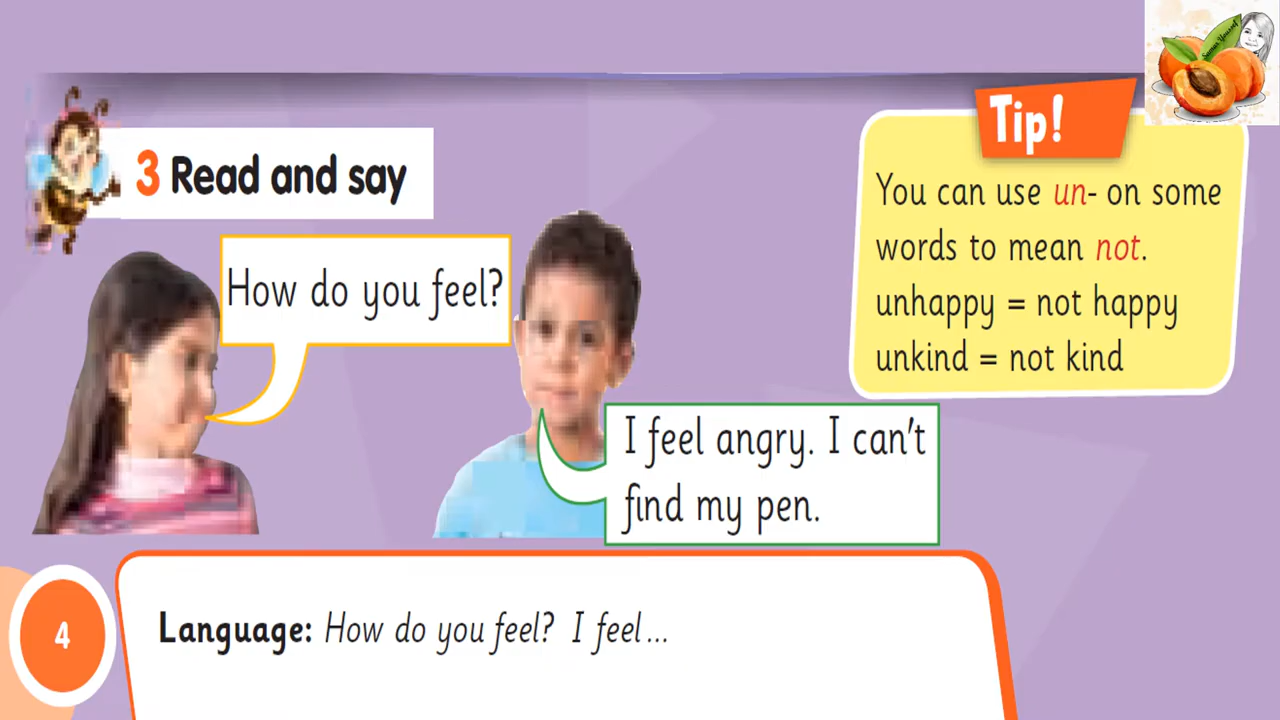 3 Read and say
How do you feel?
I feel angry. I can't
find my pen.
Tip!
You can use un- on some
words to mean not.
unhappy = not happy
unkind = not kind
4
Language: How do you feel? I feel...